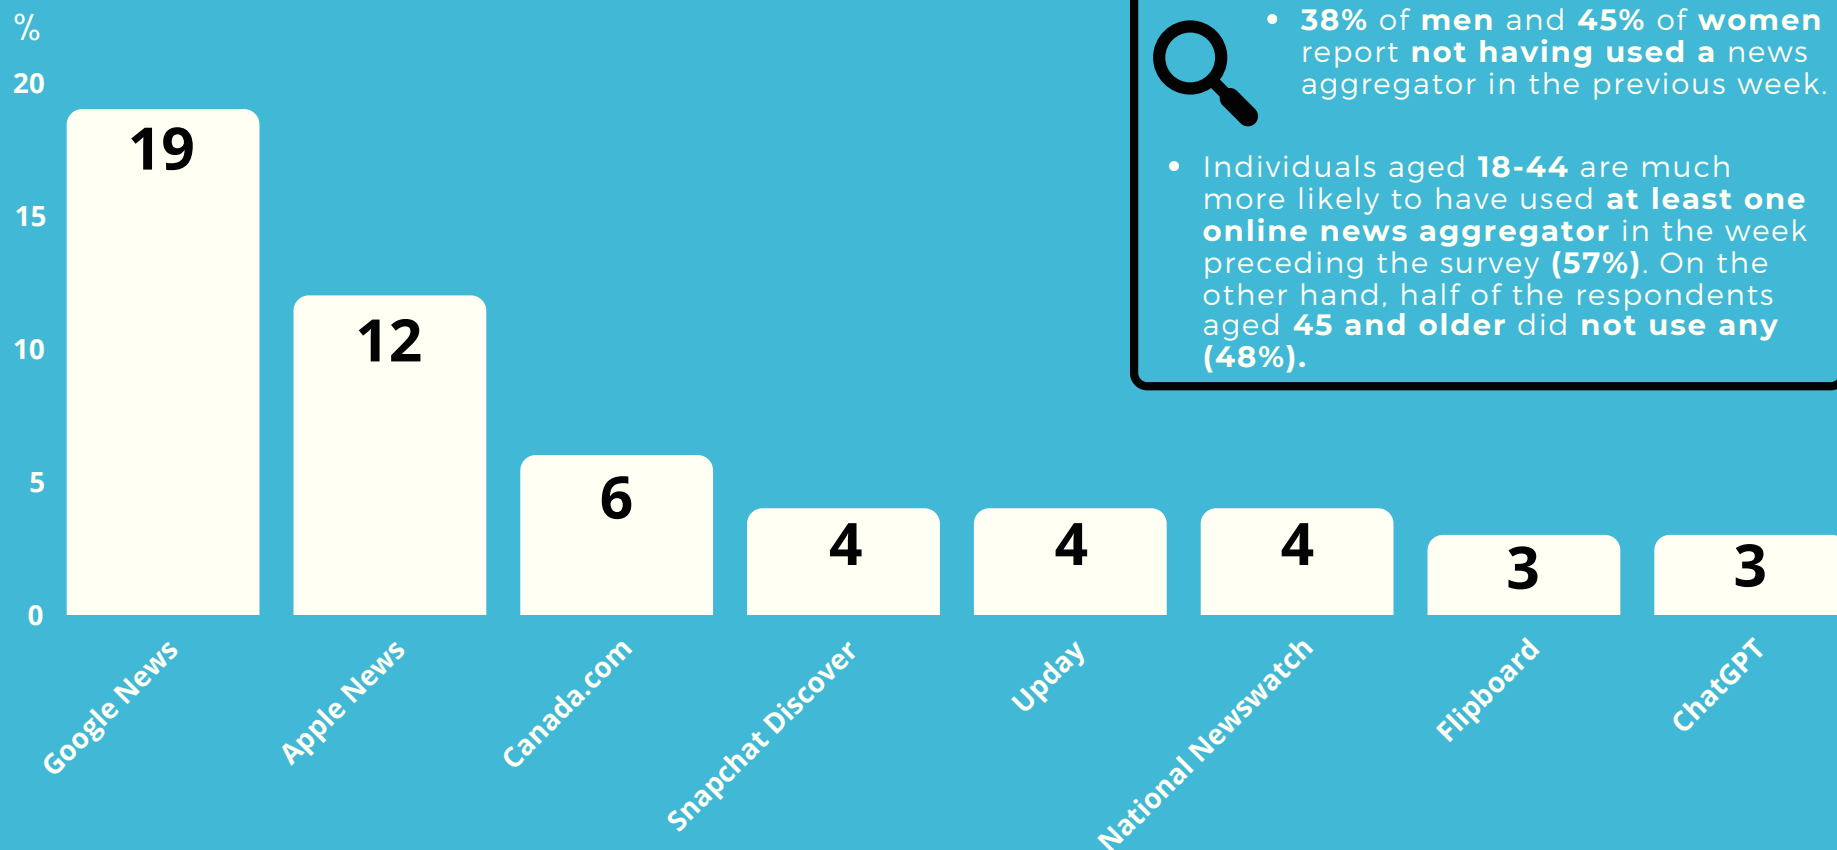 %
20
15
10
5
0
19
12
6
4
4
4
3
3
Google News
Apple News
Canada.com
Snapchat Discover
Upday
National Newswatch
Flipboard
ChatGPT
• 38% of men and 45% of women
report not having used a news
aggregator in the previous week.
• Individuals aged 18-44 are much
more likely to have used at least one
online news aggregator in the week
preceding the survey (57%). On the
other hand, half of the respondents
aged 45 and older did not use any
(48%).